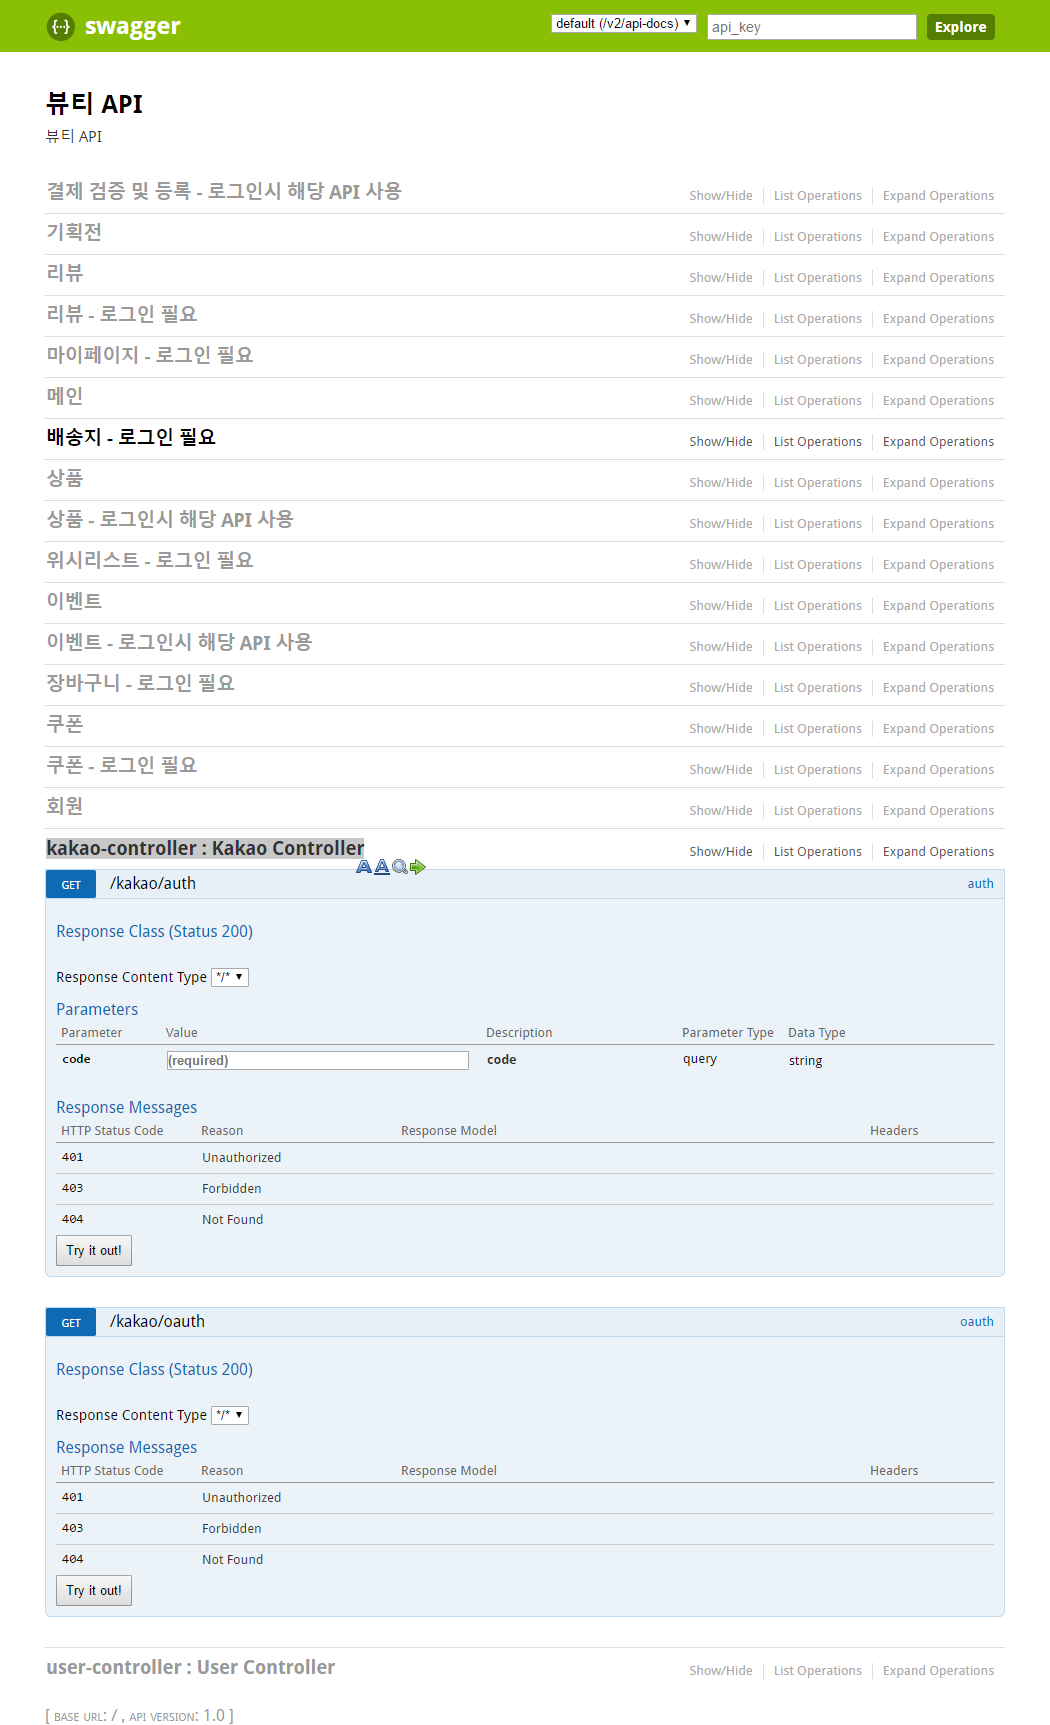 swagger default (/v2/api-docs) api_key Explore
뷰티 API
뷰티 API
결제 검증 및 등록 - 로그인시 해당 API 사용 Show/Hide List Operations Expand Operations
기획전 Show/Hide List Operations Expand Operations
리뷰 Show/Hide List Operations Expand Operations
리뷰 - 로그인 필요 Show/Hide List Operations Expand Operations
마이페이지 - 로그인 필요 Show/Hide List Operations Expand Operations
메인 Show/Hide List Operations Expand Operations
배송지 - 로그인 필요 Show/Hide List Operations Expand Operations
상품 Show/Hide List Operations Expand Operations
상품 - 로그인시 해당 API 사용 Show/Hide List Operations Expand Operations
위시리스트 - 로그인 필요 Show/Hide List Operations Expand Operations
이벤트 Show/Hide List Operations Expand Operations
이벤트 - 로그인시 해당 API 사용 Show/Hide List Operations Expand Operations
장바구니 - 로그인 필요 Show/Hide List Operations Expand Operations
쿠폰 Show/Hide List Operations Expand Operations
쿠폰 - 로그인 필요 Show/Hide List Operations Expand Operations
회원 Show/Hide List Operations Expand Operations
kakao-controller : Kakao Controller Show/Hide List Operations Expand Operations
GET /kakao/auth auth
Response Class (Status 200)
Response Content Type */*
Parameters
Parameter Value Description Parameter Type Data Type
code (required) code query string
Response Messages
HTTP Status Code Reason Response Model Headers
401 Unauthorized
403 Forbidden
404 Not Found
Try it out!
GET /kakao/oauth oauth
Response Class (Status 200)
Response Content Type */*
Response Messages
HTTP Status Code Reason Response Model Headers
401 Unauthorized
403 Forbidden
404 Not Found
Try it out!
user-controller : User Controller Show/Hide List Operations Expand Operations
[ BASE URL: / , API VERSION: 1.0 ]